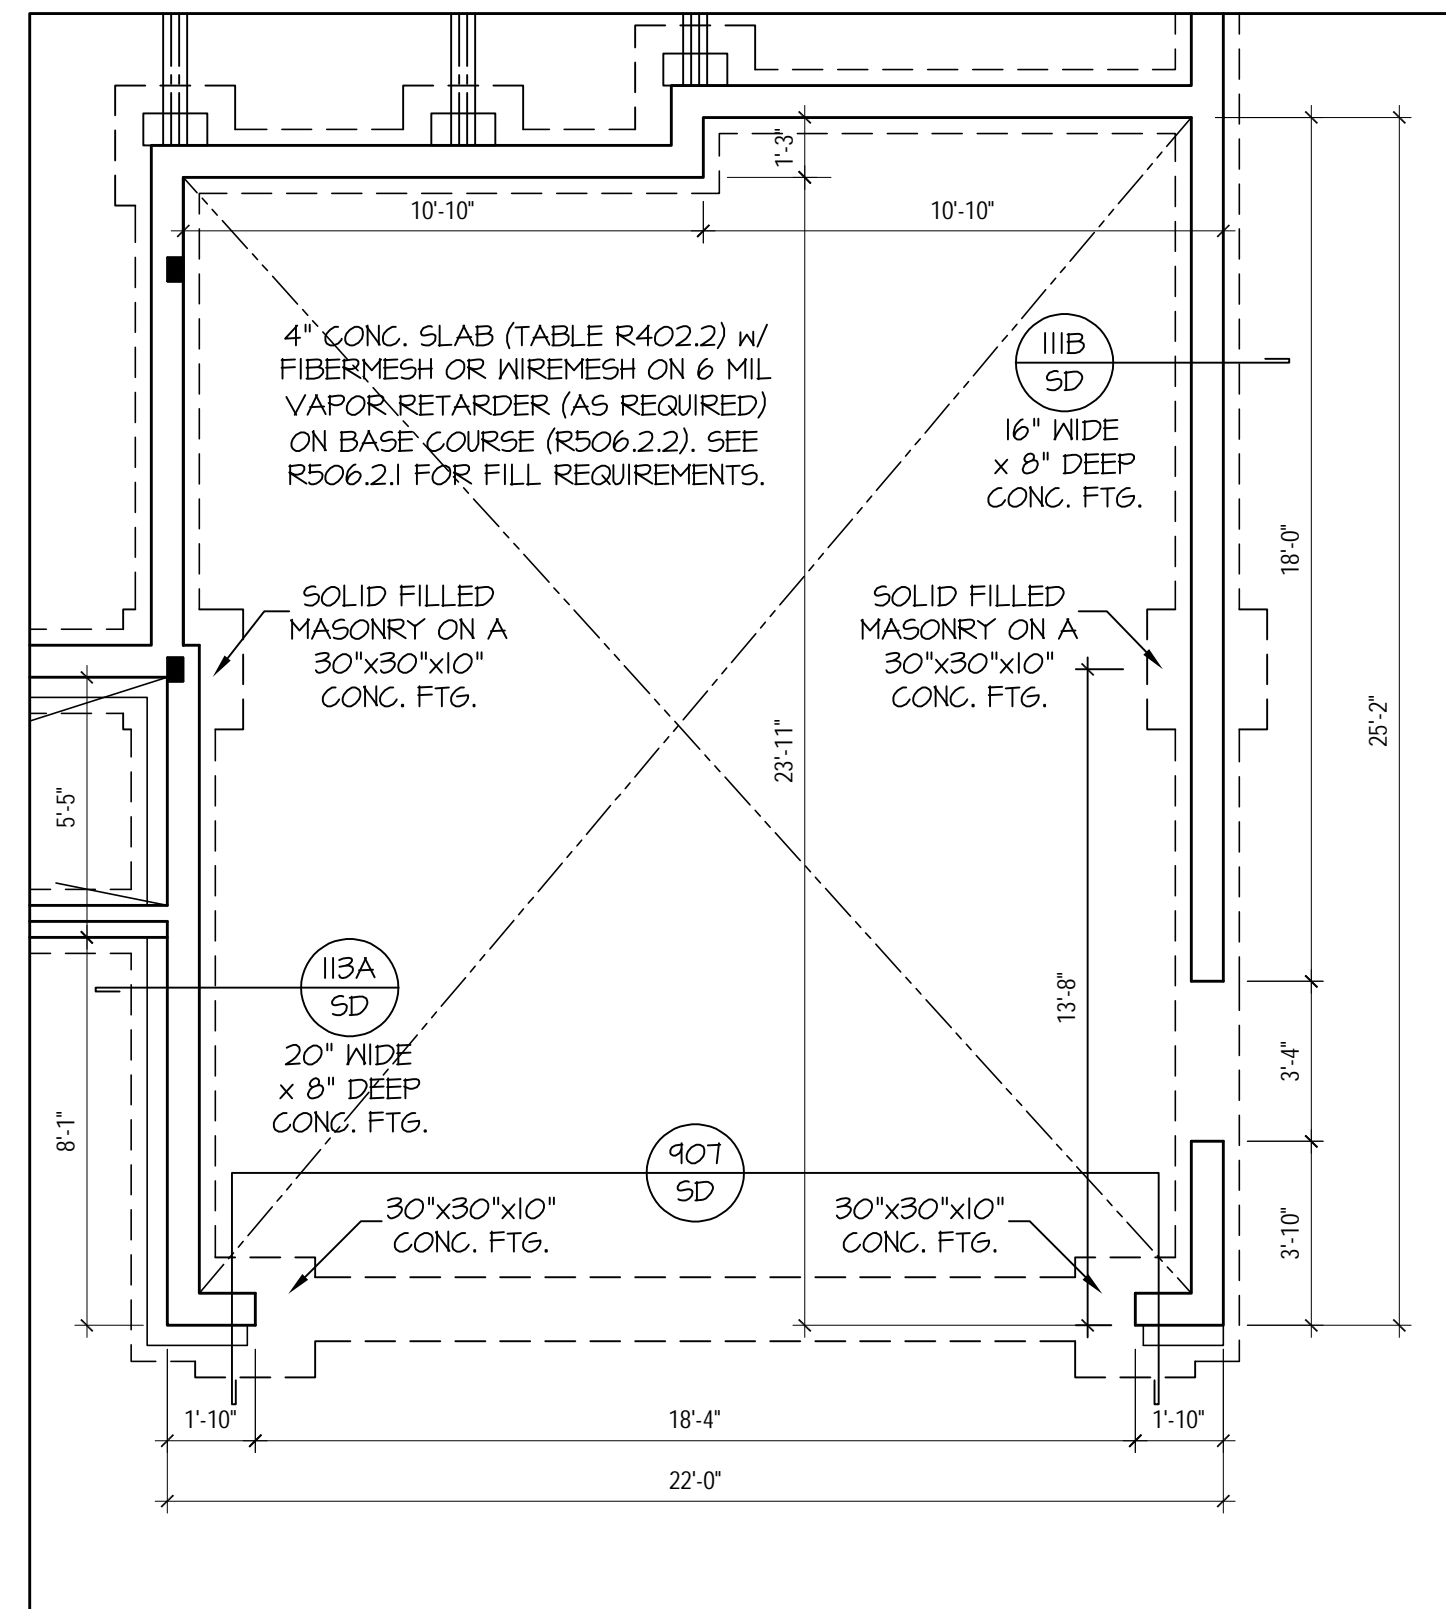 1'-3"
10'-10"
10'-10"
4" CONC. SLAB (TABLE R402.2) W/
FIBERMESH OR WIREMESH ON 6 MIL
VAPOR RETARDER (AS REQUIRED)
ON BASE COURSE (R506.2.2). SEE
R506.2.1 FOR FILL REQUIREMENTS.
111B
SD
16" WIDE
x 8" DEEP
CONC. FTG.
18'-0"
SOLID FILLED
MASONRY ON A
30"x30"x10"
CONC. FTG.
SOLID FILLED
MASONRY ON A
30"x30"x10"
CONC. FTG.
25'-2"
23'-11"
5'-5"
13'-8"
113A
SD
20" WIDE
x 8" DEEP
CONC. FTG.
3'-4"
8'-1"
907
SD
30"x30"x10"
CONC. FTG.
30"x30"x10"
CONC. FTG.
3'-10"
1'-10"
18'-4"
1'-10"
22'-0"